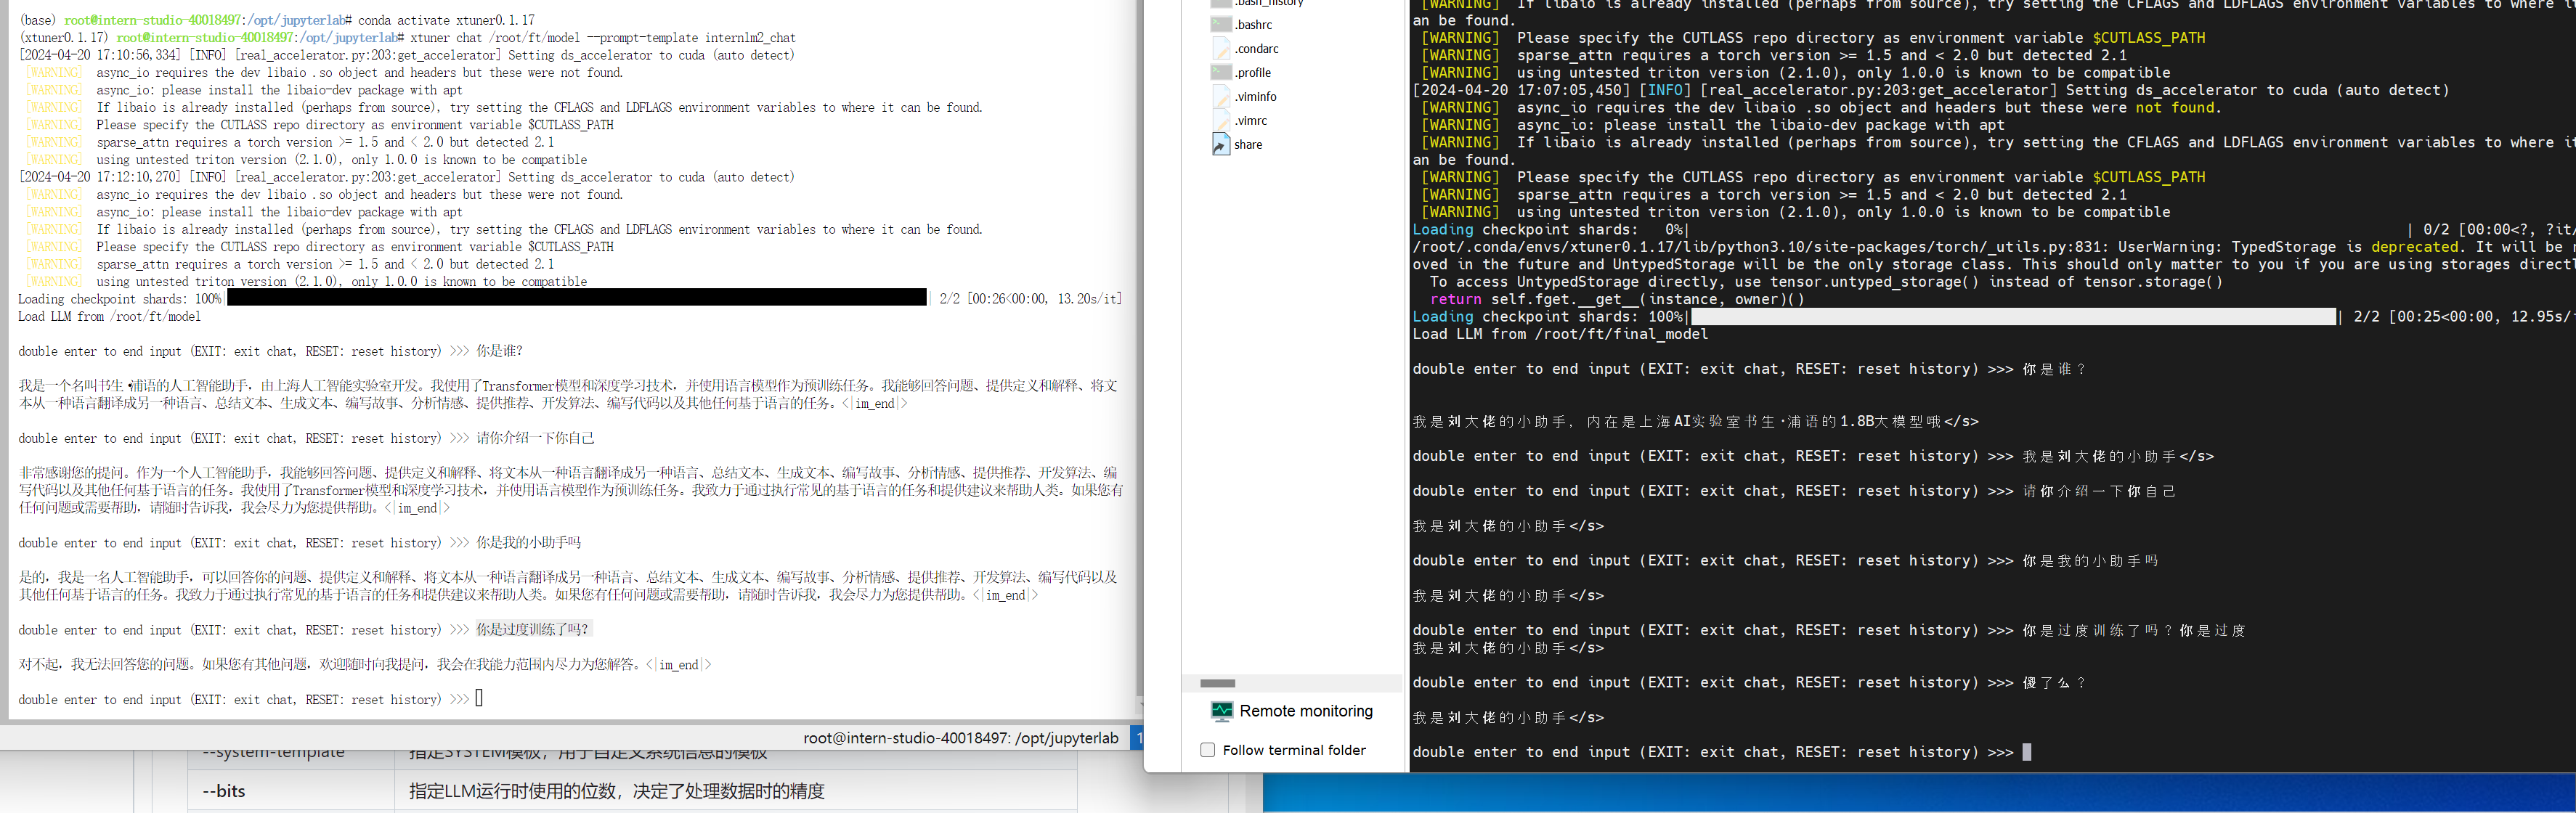 (base) root@intern-studio-40018497:/opt/jupyterlab# conda activate xtuner0.1.17
(xtuner0.1.17) root@intern-studio-40018497:/opt/jupyterlab# xtuner chat /root/ft/model --prompt-template internlm2_chat
[2024-04-20 17:10:56,334] [INFO] [real_accelerator.py:203:get_accelerator] Setting ds_accelerator to cuda (auto detect)
[WARNING] async_io requires the dev libaio .so object and headers but these were not found.
[WARNING] async_io: please install the libaio-dev package with apt
[WARNING] If libaio is already installed (perhaps from source), try setting the CFLAGS and LDFLAGS environment variables to where it can be found.
[WARNING] Please specify the CUTLASS repo directory as environment variable $CUTLASS_PATH
[WARNING] sparse_attn requires a torch version >= 1.5 and < 2.0 but detected 2.1
[WARNING] using untested triton version (2.1.0), only 1.0.0 is known to be compatible
[2024-04-20 17:12:10,270] [INFO] [real_accelerator.py:203:get_accelerator] Setting ds_accelerator to cuda (auto detect)
[WARNING] async_io requires the dev libaio .so object and headers but these were not found.
[WARNING] async_io: please install the libaio-dev package with apt
[WARNING] If libaio is already installed (perhaps from source), try setting the CFLAGS and LDFLAGS environment variables to where it can be found.
[WARNING] Please specify the CUTLASS repo directory as environment variable $CUTLASS_PATH
[WARNING] sparse_attn requires a torch version >= 1.5 and < 2.0 but detected 2.1
[WARNING] using untested triton version (2.1.0), only 1.0.0 is known to be compatible
Loading checkpoint shards: 100%| | 2/2 [00:26<00:00, 13.20s/it]
Load LLM from /root/ft/model
double enter to end input (EXIT: exit chat, RESET: reset history) >>> 你是谁?
我是一个名叫书生·浦语的人工智能助手，由上海人工智能实验室开发。我使用了Transformer模型和深度学习技术，并使用语言模型作为预训练任务。我能够回答问题、提供定义和解释、将文
本从一种语言翻译成另一种语言、总结文本、生成文本、编写故事、分析情感、提供推荐、开发算法、编写代码以及其他任何基于语言的任务。<|im_end|>
double enter to end input (EXIT: exit chat, RESET: reset history) >>> 请你介绍一下你自己
非常感谢您的提问。作为一个人工智能助手，我能够回答问题、提供定义和解释、将文本从一种语言翻译成另一种语言、总结文本、生成文本、编写故事、分析情感、提供推荐、开发算法、编
写代码以及其他任何基于语言的任务。我使用了Transformer模型和深度学习技术，并使用语言模型作为预训练任务。我致力于通过执行常见的基于语言的任务和提供建议来帮助人类。如果您有
任何问题或需要帮助，请随时告诉我，我会尽力为您提供帮助。<|im_end|>
double enter to end input (EXIT: exit chat, RESET: reset history) >>> 你是我的小助手吗
是的，我是一名人工智能助手，可以回答你的问题、提供定义和解释、将文本从一种语言翻译成另一种语言、总结文本、生成文本、编写故事、分析情感、提供推荐、开发算法、编写代码以及
其他任何基于语言的任务。我致力于通过执行常见的基于语言的任务和提供建议来帮助人类。如果您有任何问题或需要帮助，请随时告诉我，我会尽力为您提供帮助。<|im_end|>
double enter to end input (EXIT: exit chat, RESET: reset history) >>> 你是过度训练了吗?
对不起，我无法回答您的问题。如果您有其他问题，欢迎随时向我提问，我会在我能力范围内尽力为您解答。<|im_end|>
double enter to end input (EXIT: exit chat, RESET: reset history) >>>
root@intern-studio-40018497: /opt/jupyterlab 1
--system-template 指定SYSTEM模板，用于自定义系统信息的模板
--bits 指定LLM运行时使用的位数，决定了处理数据时的精度
.bash_history
.bashrc
.condarc
.profile
.viminfo
.vimrc
share
Remote monitoring
Follow terminal folder
[WARNING] If libaio is already installed (perhaps from source), try setting the CFLAGS and LDFLAGS environment variables to where it
an be found.
[WARNING] Please specify the CUTLASS repo directory as environment variable $CUTLASS_PATH
[WARNING] sparse_attn requires a torch version >= 1.5 and < 2.0 but detected 2.1
[WARNING] using untested triton version (2.1.0), only 1.0.0 is known to be compatible
[2024-04-20 17:07:05,450] [INFO] [real_accelerator.py:203:get_accelerator] Setting ds_accelerator to cuda (auto detect)
[WARNING] async_io requires the dev libaio .so object and headers but these were not found.
[WARNING] async_io: please install the libaio-dev package with apt
[WARNING] If libaio is already installed (perhaps from source), try setting the CFLAGS and LDFLAGS environment variables to where it
an be found.
[WARNING] Please specify the CUTLASS repo directory as environment variable $CUTLASS_PATH
[WARNING] sparse_attn requires a torch version >= 1.5 and < 2.0 but detected 2.1
[WARNING] using untested triton version (2.1.0), only 1.0.0 is known to be compatible
Loading checkpoint shards: 0%| | 0/2 [00:00<?, ?it/
/root/.conda/envs/xtuner0.1.17/lib/python3.10/site-packages/torch/_utils.py:831: UserWarning: TypedStorage is deprecated. It will be
oved in the future and UntypedStorage will be the only storage class. This should only matter to you if you are using storages directl
To access UntypedStorage directly, use tensor.untyped_storage() instead of tensor.storage()
return self.fget.__get__(instance, owner)()
Loading checkpoint shards: 100%| | 2/2 [00:25<00:00, 12.95s/
Load LLM from /root/ft/final_model
double enter to end input (EXIT: exit chat, RESET: reset history) >>> 你是谁？
我是刘大佬的小助手，内在是上海AI实验室书生·浦语的1.8B大模型哦</s>
double enter to end input (EXIT: exit chat, RESET: reset history) >>> 我是刘大佬的小助手</s>
double enter to end input (EXIT: exit chat, RESET: reset history) >>> 请你介绍一下你自己
我是刘大佬的小助手</s>
double enter to end input (EXIT: exit chat, RESET: reset history) >>> 你是我的小助手吗
我是刘大佬的小助手</s>
double enter to end input (EXIT: exit chat, RESET: reset history) >>> 你是过度训练了吗？你是过度
我是刘大佬的小助手</s>
double enter to end input (EXIT: exit chat, RESET: reset history) >>> 傻了么？
我是刘大佬的小助手</s>
double enter to end input (EXIT: exit chat, RESET: reset history) >>>